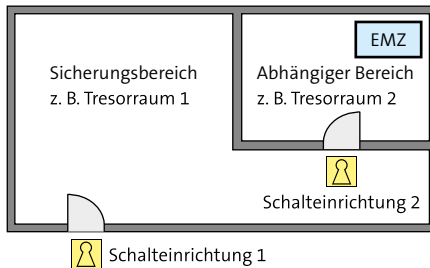 EMZ
Sicherungsbereich
z. B. Tresorraum 1
Abhängiger Bereich
z. B. Tresorraum 2
Schalteinrichtung 2
Schalteinrichtung 1